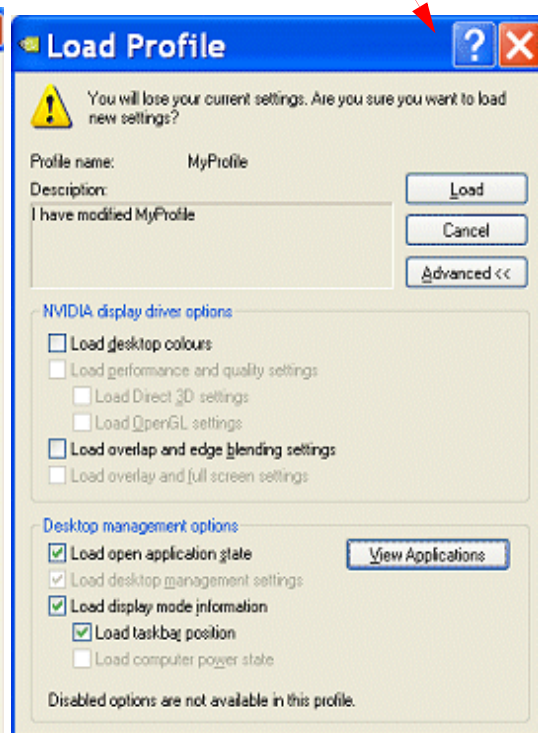 Load Profile
You will lose your current settings. Are you sure you want to load
new settings?
Profile name: MyProfile
Description:
Load
I have modified MyProfile
Cancel
Advanced <<
NVIDIA display driver options
Load desktop colours
Load performance and quality settings
Load Direct 3D settings
Load OpenGL settings
Load overlap and edge blending settings
Load overlay and full screen settings
Desktop management options
Load open application state
View Applications
Load desktop management settings
Load display mode information
Load taskbar position
Load computer power state
Disabled options are not available in this profile.